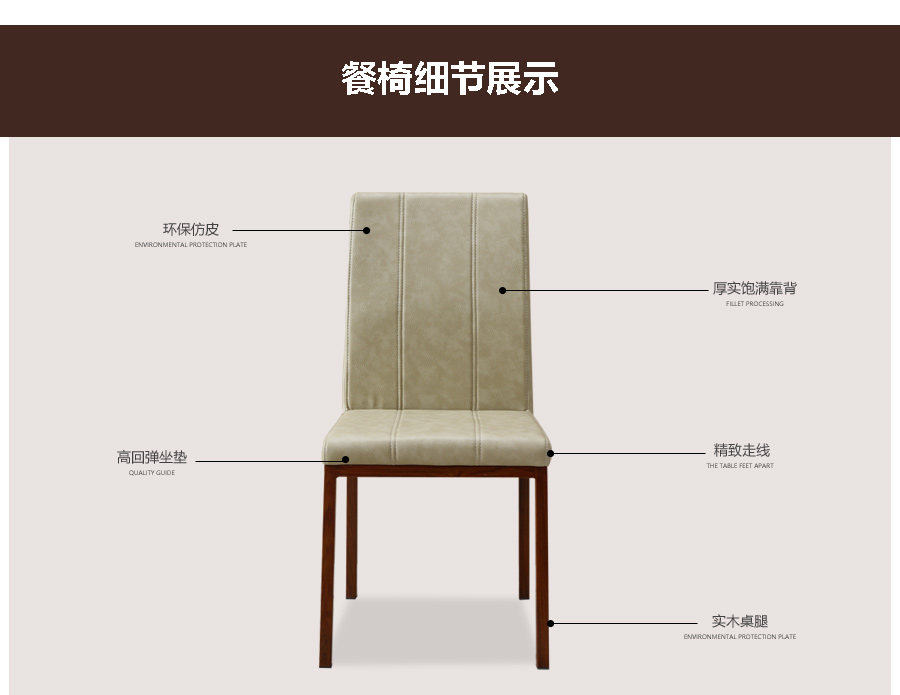 餐椅细节展示
环保仿皮
ENVIRONMENTAL PROTECTION PLATE
厚实饱满靠背
FILLET PROCESSING
高回弹坐垫
QUALITY GUIDE
精致走线
THE TABLE FEET APART
实木桌腿
ENVIRONMENTAL PROTECTION PLATE